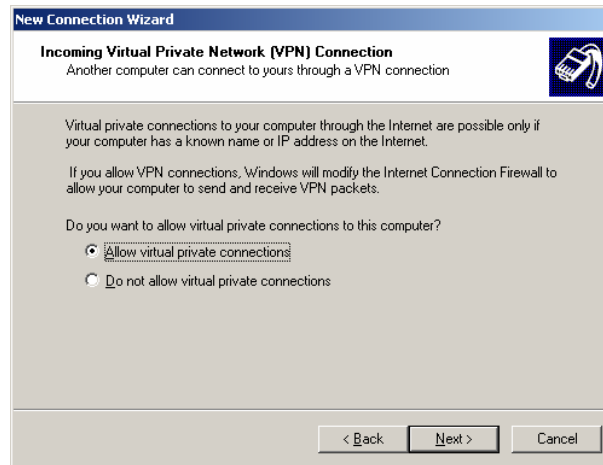 New Connection Wizard
Incoming Virtual Private Network (VPN) Connection
Another computer can connect to yours through a VPN connection
Virtual private connections to your computer through the Internet are possible only if
your computer has a known name or IP address on the Internet.
If you allow VPN connections, Windows will modify the Internet Connection Firewall to
allow your computer to send and receive VPN packets.
Do you want to allow virtual private connections to this computer?
Allow virtual private connections
Do not allow virtual private connections
< Back Next > Cancel